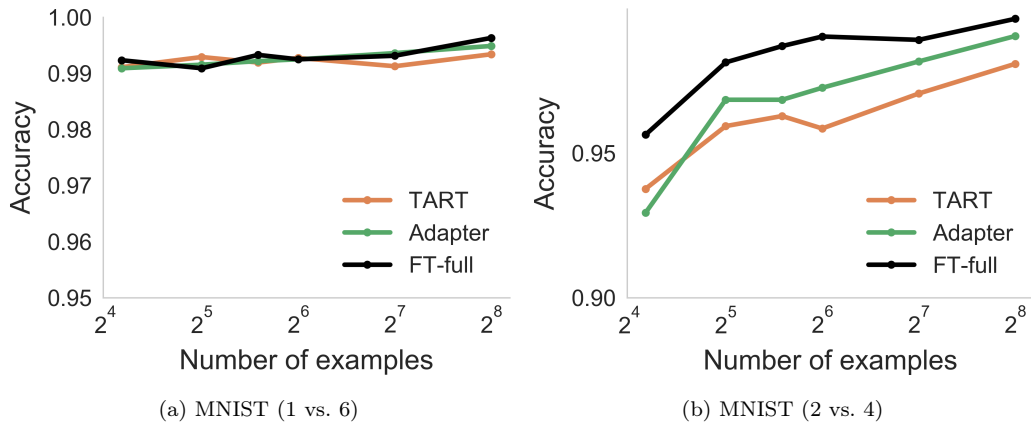 1.00
0.99
0.98
0.97
0.96
0.95
Accuracy
TART
Adapter
FT-full
2^4 2^5 2^6 2^7 2^8
Number of examples
(a) MNIST (1 vs. 6)
0.95
0.90
Accuracy
TART
Adapter
FT-full
2^4 2^5 2^6 2^7 2^8
Number of examples
(b) MNIST (2 vs. 4)